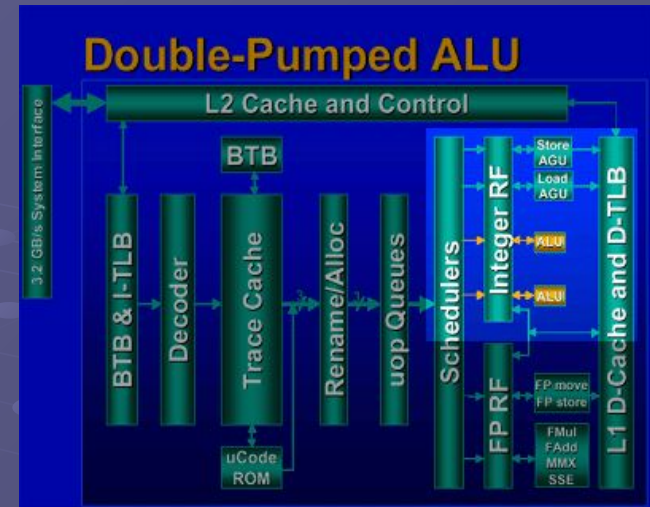 Double-Pumped ALU
3.2 GB/s System Interface
L2 Cache and Control
BTB
BTB & I-TLB
Decoder
Trace Cache
3
Rename/Alloc
3
uop Queues
Schedulers
Integer RF
Store
AGU
Load
AGU
ALU
ALU
L1 D-Cache and D-TLB
FP RF
FP move
FP store
FMul
FAdd
MMX
SSE
uCode
ROM